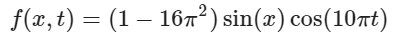 f(x, t) = (1 − 16π²) sin(x) cos(10πt)